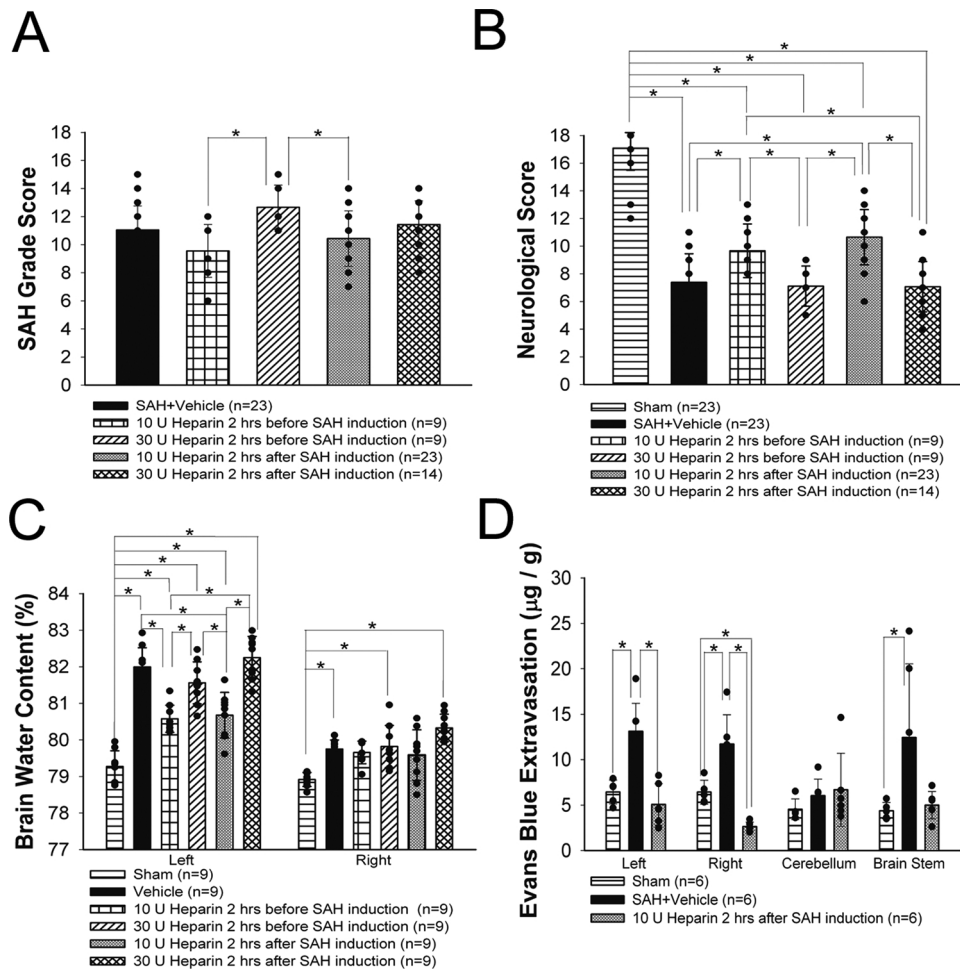 A
SAH Grade Score
18
16
14
12
10
8
6
4
2
0
* *
SAH+Vehicle (n=23)
10 U Heparin 2 hrs before SAH induction (n=9)
30 U Heparin 2 hrs before SAH induction (n=9)
10 U Heparin 2 hrs after SAH induction (n=23)
30 U Heparin 2 hrs after SAH induction (n=14)
B
Neurological Score
18
16
14
12
10
8
6
4
2
0
*
*
*
*
* *
*
* * * *
Sham (n=23)
SAH+Vehicle (n=23)
10 U Heparin 2 hrs before SAH induction (n=9)
30 U Heparin 2 hrs before SAH induction (n=9)
10 U Heparin 2 hrs after SAH induction (n=23)
30 U Heparin 2 hrs after SAH induction (n=14)
C
Brain Water Content (%)
84
83
82
81
80
79
78
77
*
*
*
*
* * *
*
* * *
*
*
*
Left Right
Sham (n=9)
Vehicle (n=9)
10 U Heparin 2 hrs before SAH induction (n=9)
30 U Heparin 2 hrs before SAH induction (n=9)
10 U Heparin 2 hrs after SAH induction (n=9)
30 U Heparin 2 hrs after SAH induction (n=9)
D
Evans Blue Extravasation (µg / g)
30
25
20
15
10
5
0
* *
*
* *
*
Left Right Cerebellum Brain Stem
Sham (n=6)
SAH+Vehicle (n=6)
10 U Heparin 2 hrs after SAH induction (n=6)